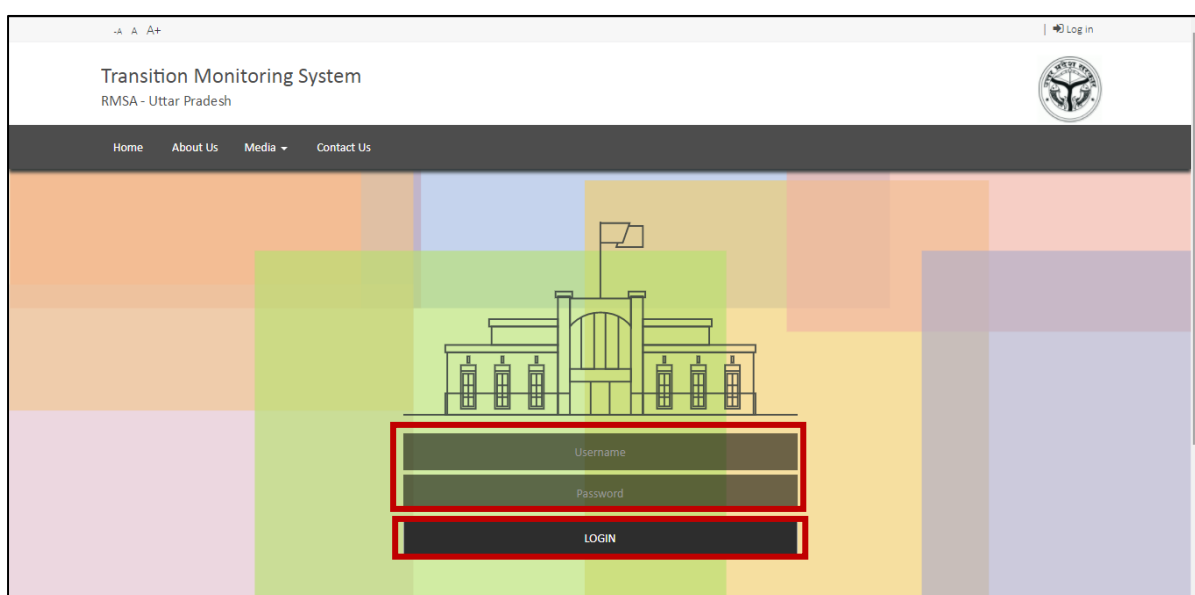 -A A A+
| Log in
Transition Monitoring System
RMSA - Uttar Pradesh
Home About Us Media Contact Us
Username
Password
LOGIN